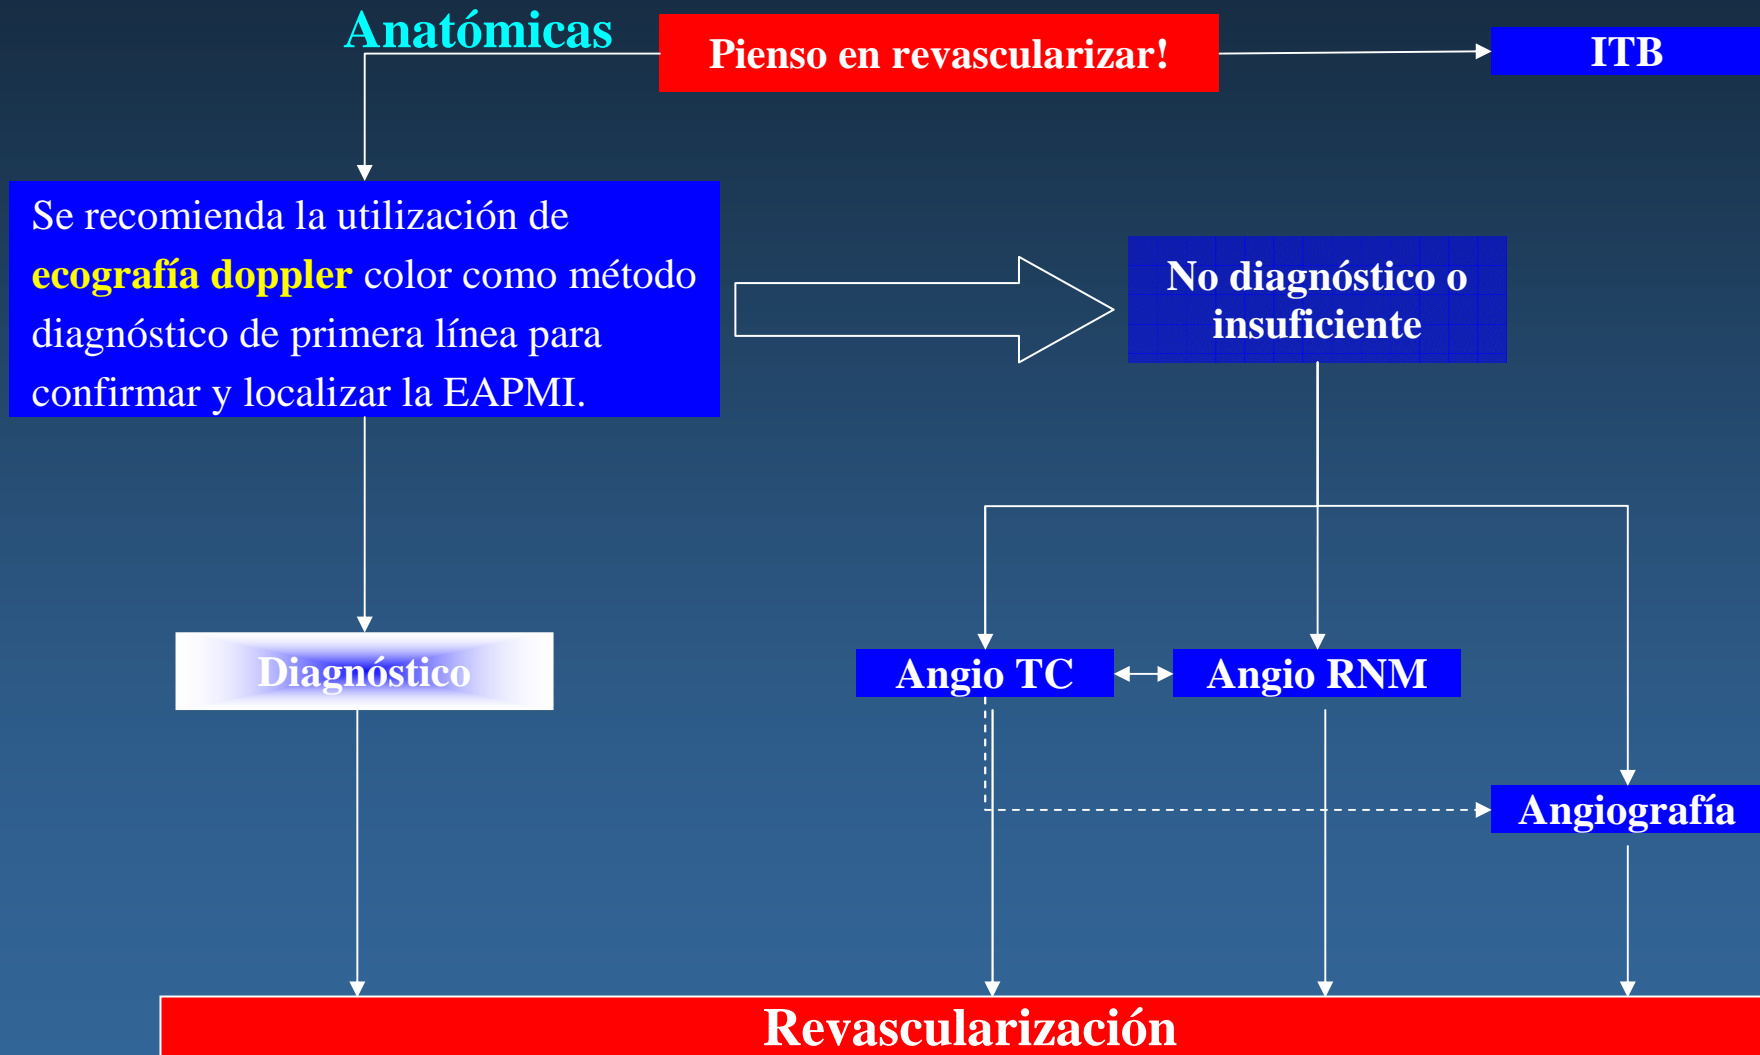 Anatómicas
Pienso en revascularizar!
ITB
Se recomienda la utilización de
ecografía doppler color como método
diagnóstico de primera línea para
confirmar y localizar la EAPMI.
No diagnóstico o
insuficiente
Diagnóstico
Angio TC
Angio RNM
Angiografía
Revascularización